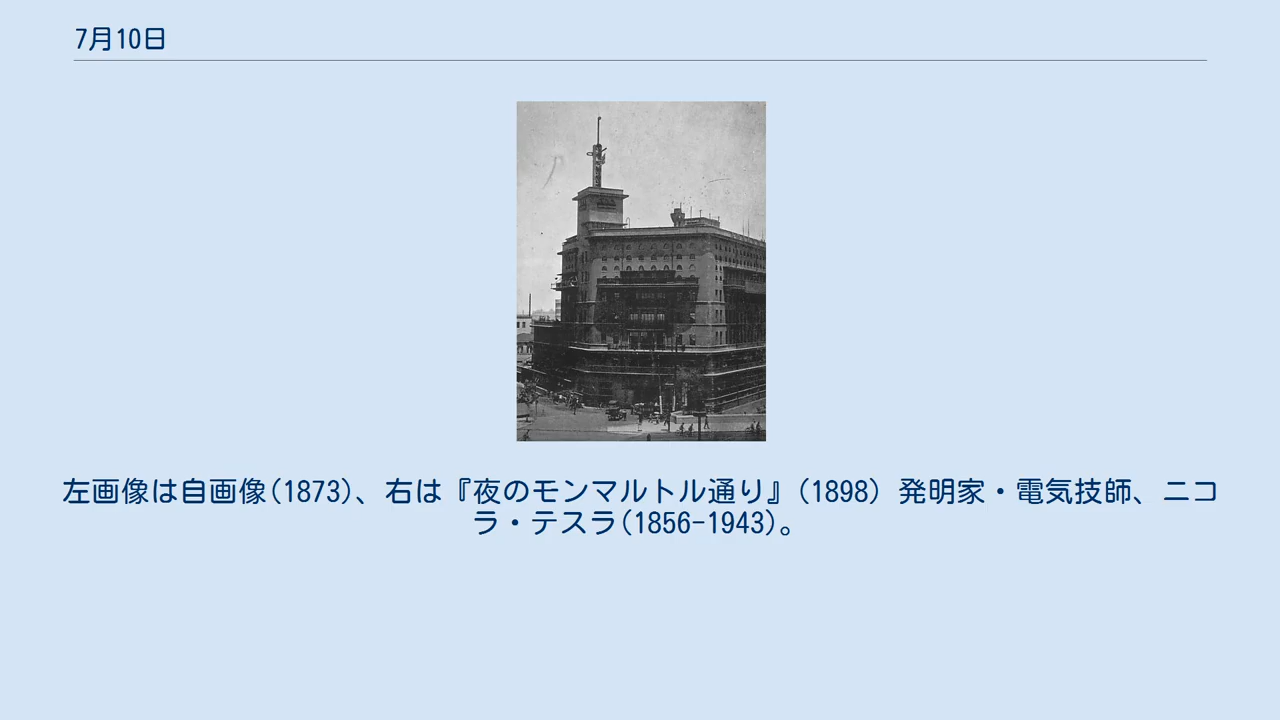 7月10日
左画像は自画像(1873)、右は『夜のモンマルトル通り』(1898) 発明家・電気技師、ニコ
ラ・テスラ(1856-1943)。